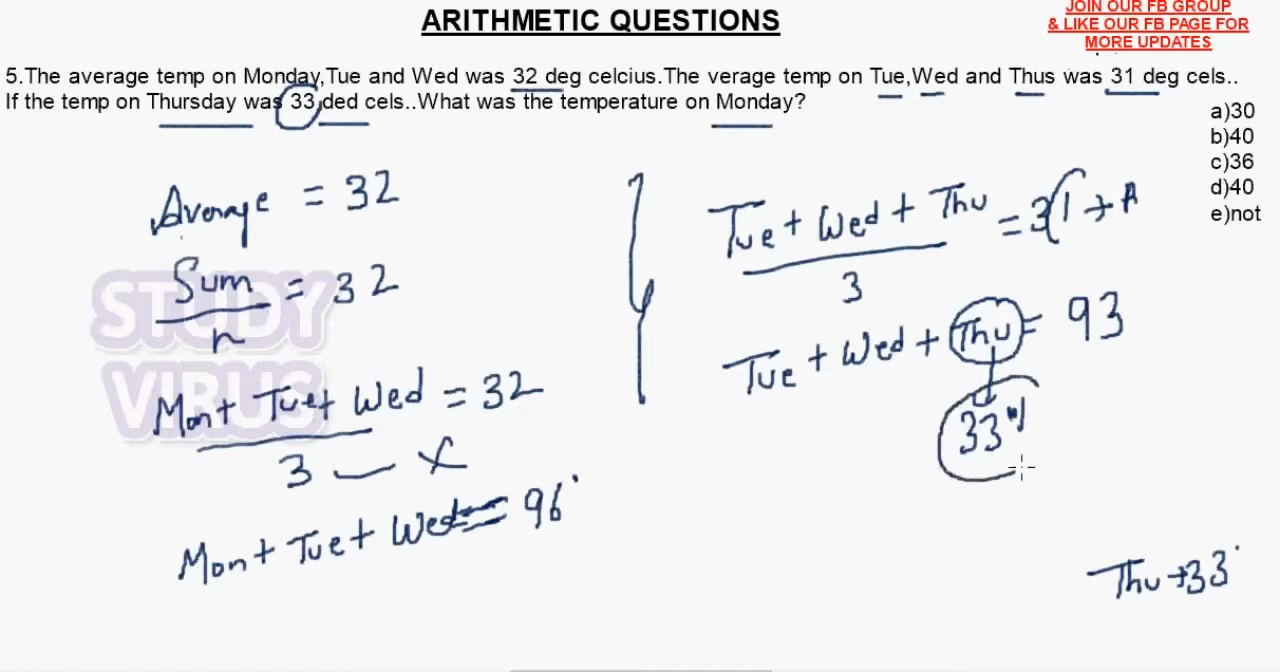 ARITHMETIC QUESTIONS
JOIN OUR FB GROUP
& LIKE OUR FB PAGE FOR
MORE UPDATES
5.The average temp on Monday,Tue and Wed was 32 deg celcius.The verage temp on Tue,Wed and Thus was 31 deg cels..
If the temp on Thursday was 33 ded cels..What was the temperature on Monday?
a)30
b)40
c)36
d)40
e)not
Average = 32
Sum = 32
n
Mon+ Tue+ Wed = 32
3
Mon+ Tue+ Wed = 96
Tue + Wed + Thu = 31
3
Tue + Wed + Thu = 93
33
Thu → 33
STUDY
VIRUS